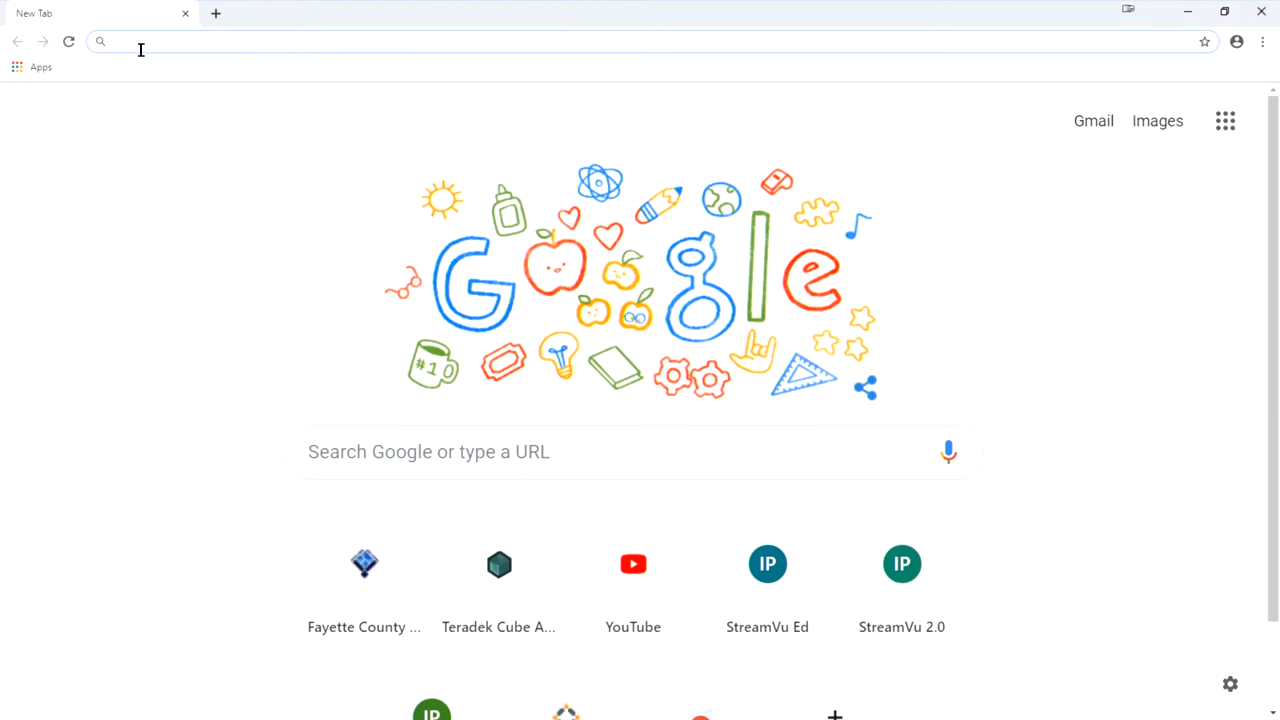 New Tab
Apps
Gmail Images
Google
#1
Search Google or type a URL
IP IP
Fayette County ... Teradek Cube A... YouTube StreamVu Ed StreamVu 2.0
IP